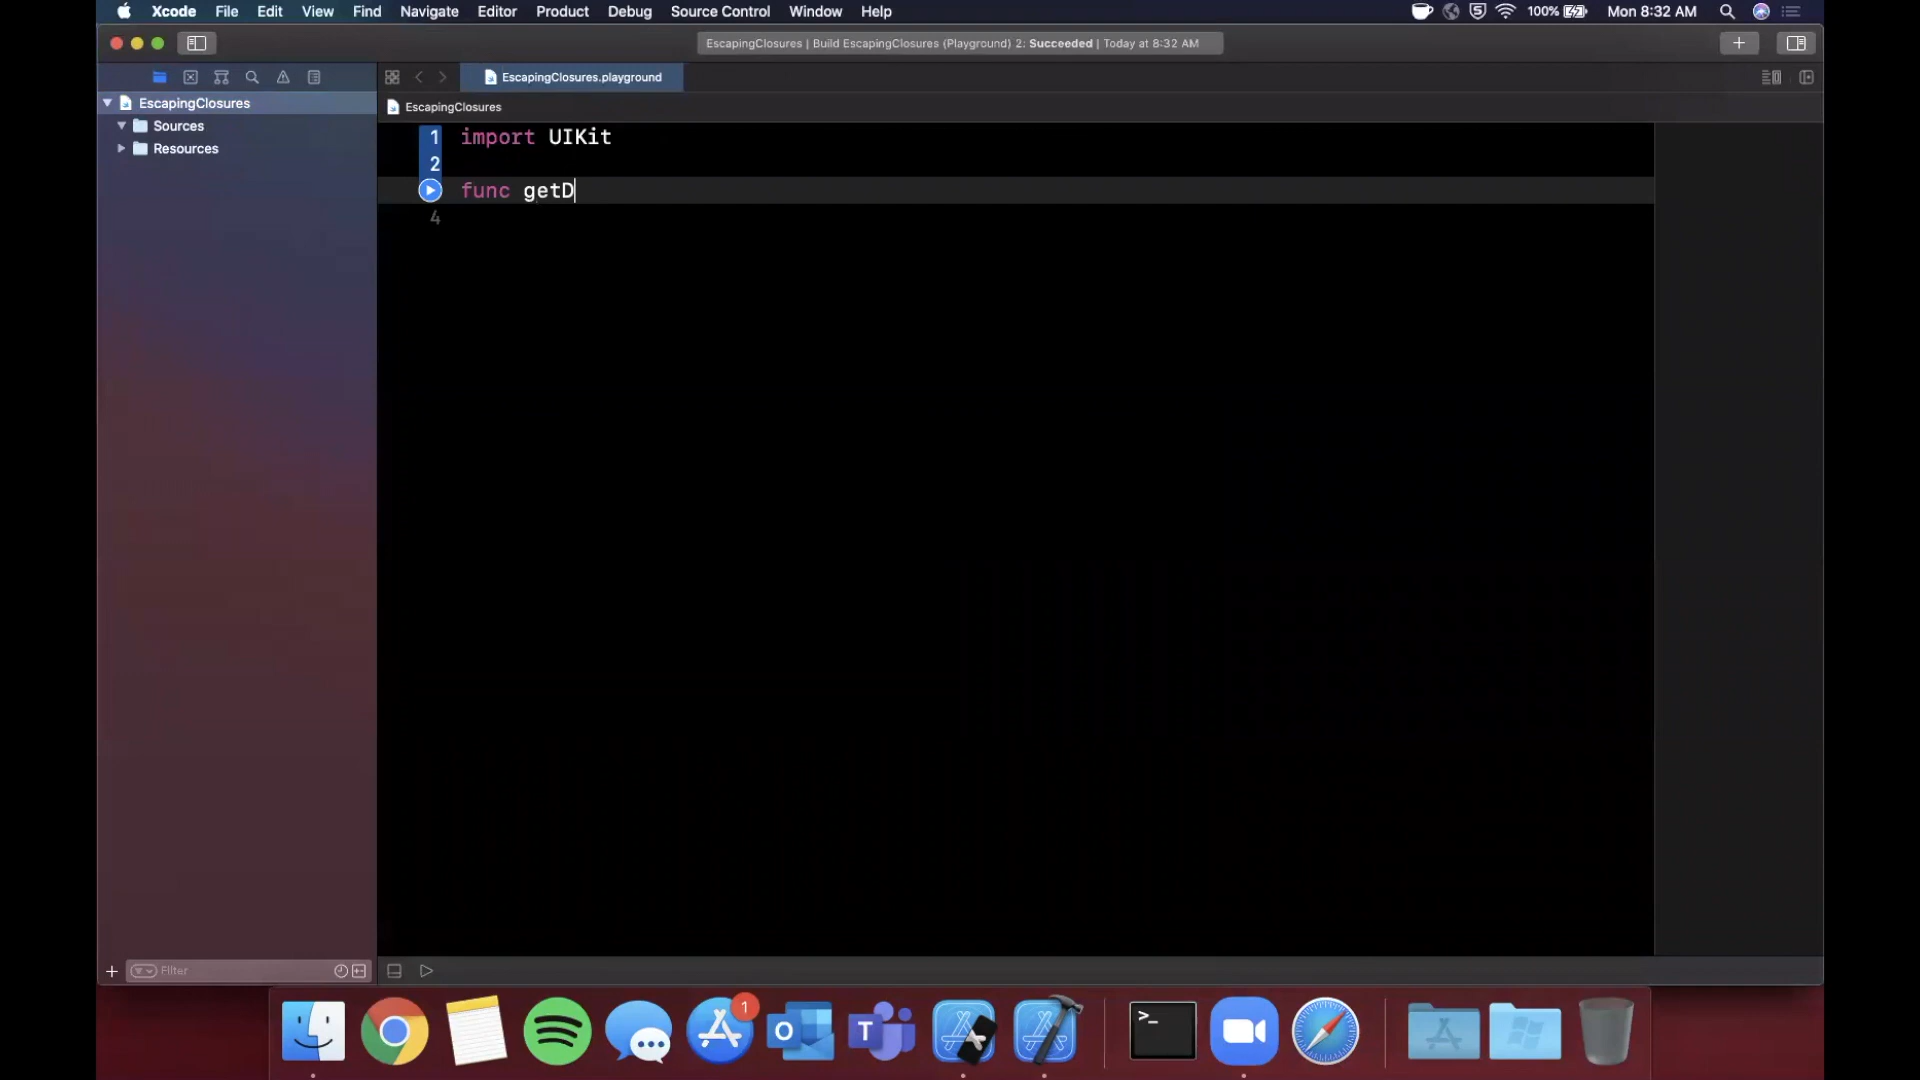 Xcode File Edit View Find Navigate Editor Product Debug Source Control Window Help 100% Mon 8:32 AM
EscapingClosures | Build EscapingClosures (Playground) 2: Succeeded | Today at 8:32 AM
EscapingClosures.playground
EscapingClosures
EscapingClosures
Sources
Resources
1 import UIKit
2
func getD
4
Filter
1